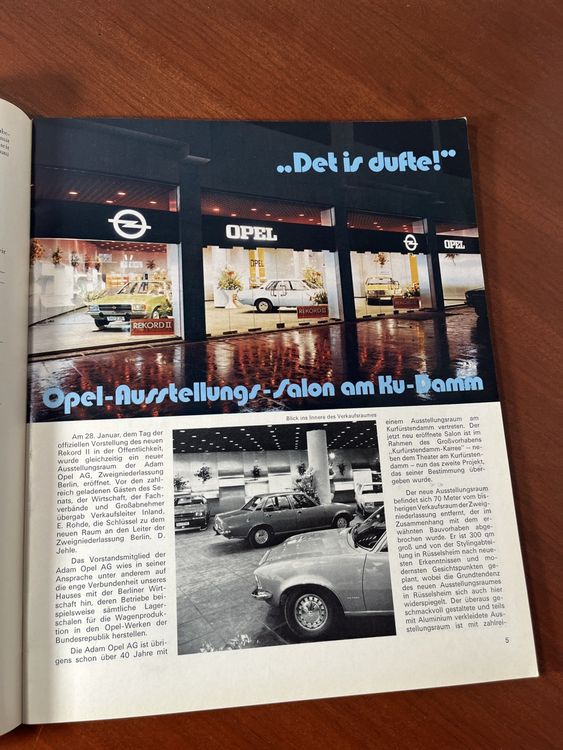 „Det is dufte!“
OPEL
OPEL
OPEL
REKORD II
REKORD II
REKORD II
Opel-Ausstellungs-Salon am Ku-Damm
Blick ins Innere des Verkaufsraumes
Am 28. Januar, dem Tag der
offiziellen Vorstellung des neuen
Rekord II in der Öffentlichkeit,
wurde gleichzeitig ein neuer
Ausstellungsraum der Adam
Opel AG, Zweigniederlassung
Berlin, eröffnet. Vor den zahl-
reich geladenen Gästen des Se-
nats, der Wirtschaft, der Fach-
verbände und Großabnehmer
übergab Verkaufsleiter Inland,
E. Rohde, die Schlüssel zu dem
neuen Raum an den Leiter der
Zweigniederlassung Berlin, D.
Jehle.
Das Vorstandsmitglied der
Adam Opel AG wies in seiner
Ansprache unter anderem auf
die enge Verbundenheit unseres
Hauses mit der Berliner Wirt-
schaft hin, deren Betriebe bei-
spielsweise sämtliche Lager-
schalen für die Wagenproduk-
tion in den Opel-Werken der
Bundesrepublik herstellen.
Die Adam Opel AG ist übri-
gens schon über 40 Jahre mit
einem Ausstellungsraum am
Kurfürstendamm vertreten. Der
jetzt neu eröffnete Salon ist im
Rahmen des Großvorhabens
„Kurfürstendamm-Karree“ – ne-
ben dem Theater am Kurfürsten-
damm – nun das zweite Projekt,
das seiner Bestimmung über-
geben wurde.
Der neue Ausstellungsraum
befindet sich 70 Meter vom bis-
herigen Verkaufsraum der Zweig-
niederlassung entfernt, der im
Zusammenhang mit dem er-
wähnten Bauvorhaben abge-
brochen wurde. Er ist 300 qm
groß und von der Stylingabtei-
lung in Rüsselsheim nach neue-
sten Erkenntnissen und mo-
dernsten Gesichtspunkten ge-
plant, wobei die Grundtendenz
des neuen Ausstellungsraumes
in Rüsselsheim sich auch hier
widerspiegelt. Der überaus ge-
schmackvoll gestaltete und teils
mit Aluminium verkleidete Aus-
stellungsraum ist mit zahlrei-
5